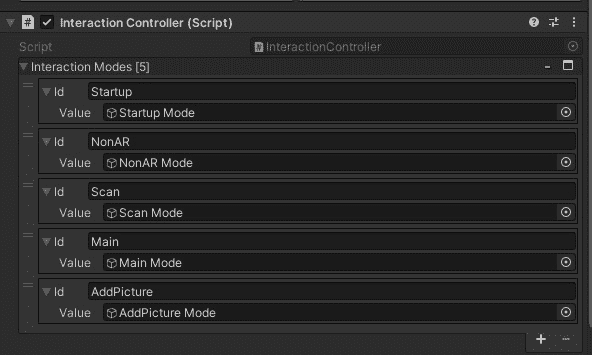 Interaction Controller (Script)
Script InteractionController
Interaction Modes [5]
Id Startup
Value Startup Mode
Id NonAR
Value NonAR Mode
Id Scan
Value Scan Mode
Id Main
Value Main Mode
Id AddPicture
Value AddPicture Mode